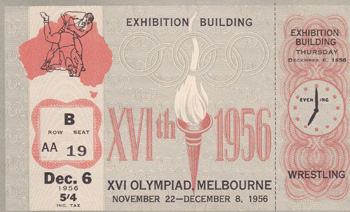 EXHIBITION BUILDING
B
ROW SEAT
AA 19
Dec. 6
1956
5/4
INC. TAX
XVIth 1956
XVI OLYMPIAD, MELBOURNE
NOVEMBER 22—DECEMBER 8, 1956
EXHIBITION
BUILDING
THURSDAY
DECEMBER 6, 1956
EVENING
WRESTLING